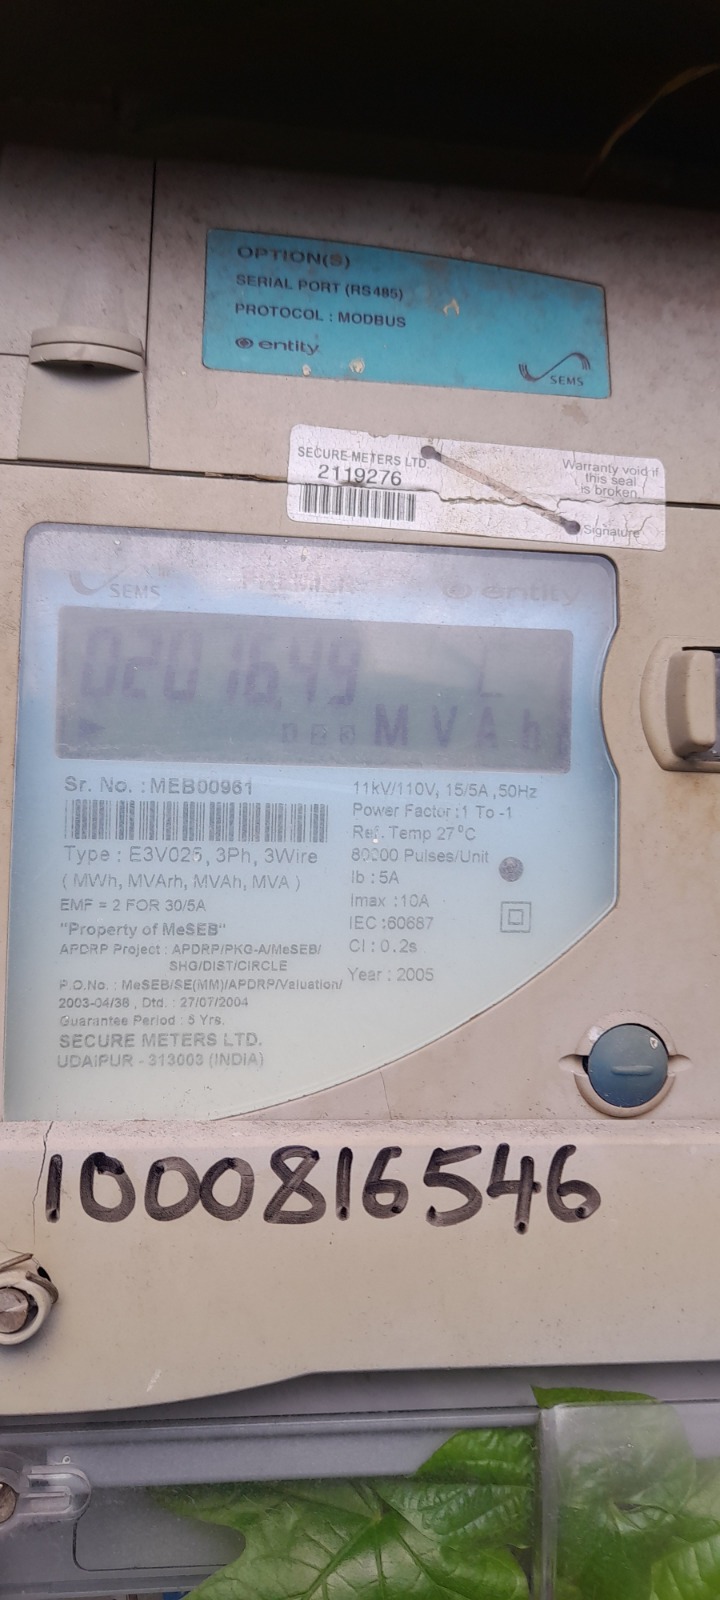 OPTION(S)
SERIAL PORT (RS485)
PROTOCOL : MODBUS
entity
SEMS
SECURE METERS LTD.
2119276
Warranty void if
this seal
is broken
Signature
SEMS
entity
0201649
MVAh
Sr. No. : MEB00961
Type : E3V025, 3Ph, 3Wire
( MWh, MVArh, MVAh, MVA )
EMF = 2 FOR 30/5A
"Property of MeSEB"
APDRP Project : APDRP/PKG-A/MeSEB/
SHG/DIST/CIRCLE
P.O.No. : MeSEB/SE(MM)/APDRP/Valuation/
2003-04/38 , Dtd. : 27/07/2004
Guarantee Period : 5 Yrs.
SECURE METERS LTD.
UDAIPUR - 313003 (INDIA)
11kV/110V, 15/5A ,50Hz
Power Factor :1 To -1
Ref. Temp 27°C
80000 Pulses/Unit
Ib : 5A
Imax :10A
IEC :60687
Cl : 0.2s
Year : 2005
1000816546